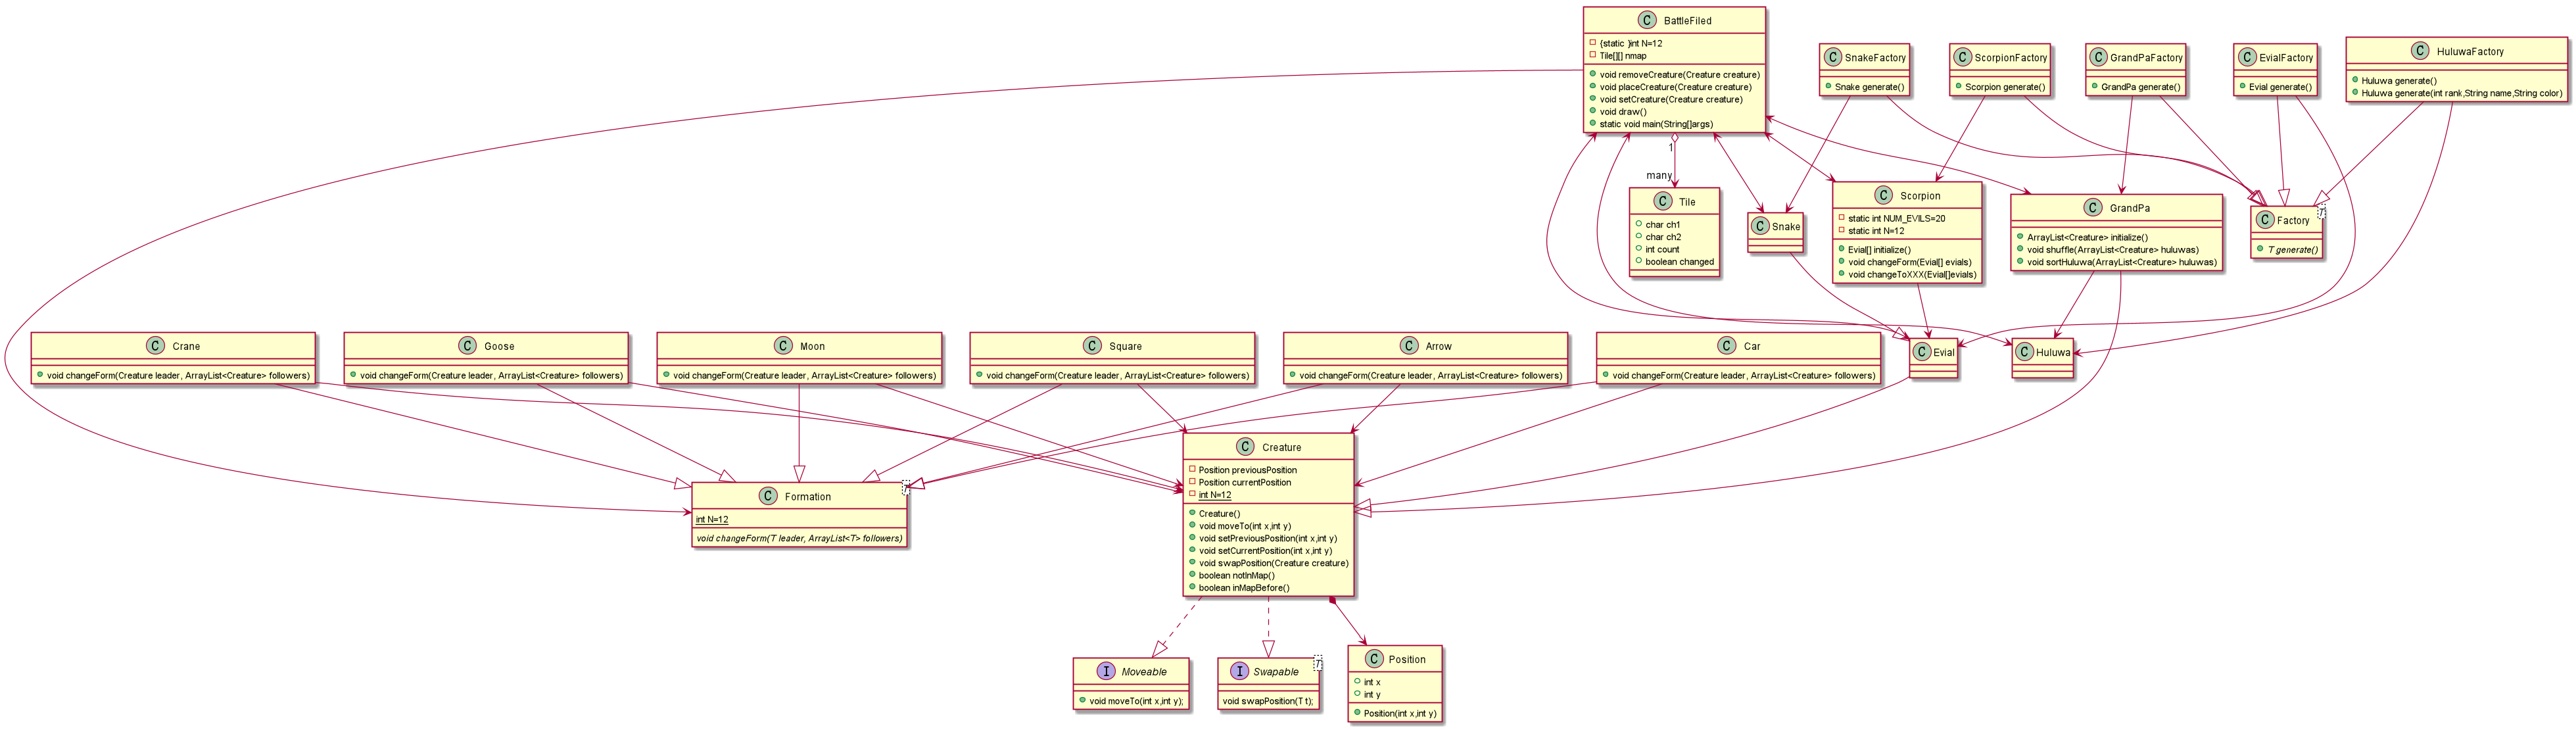 C BattleFiled
{static }int N=12
Tile[][] nmap
void removeCreature(Creature creature)
void placeCreature(Creature creature)
void setCreature(Creature creature)
void draw()
static void main(String[]args)
C SnakeFactory
Snake generate()
C ScorpionFactory
Scorpion generate()
C GrandPaFactory
GrandPa generate()
C EvialFactory
Evial generate()
C HuluwaFactory
Huluwa generate()
Huluwa generate(int rank,String name,String color)
1
many
C Tile
char ch1
char ch2
int count
boolean changed
C Snake
C Scorpion
static int NUM_EVILS=20
static int N=12
Evial[] initialize()
void changeForm(Evial[] evials)
void changeToXXX(Evial[]evials)
C GrandPa
ArrayList<Creature> initialize()
void shuffle(ArrayList<Creature> huluwas)
void sortHuluwa(ArrayList<Creature> huluwas)
C Factory
T
T generate()
C Crane
void changeForm(Creature leader, ArrayList<Creature> followers)
C Goose
void changeForm(Creature leader, ArrayList<Creature> followers)
C Moon
void changeForm(Creature leader, ArrayList<Creature> followers)
C Square
void changeForm(Creature leader, ArrayList<Creature> followers)
C Arrow
void changeForm(Creature leader, ArrayList<Creature> followers)
C Car
void changeForm(Creature leader, ArrayList<Creature> followers)
C Evial
C Huluwa
C Formation
T
int N=12
void changeForm(T leader, ArrayList<T> followers)
C Creature
Position previousPosition
Position currentPosition
int N=12
Creature()
void moveTo(int x,int y)
void setPreviousPosition(int x,int y)
void setCurrentPosition(int x,int y)
void swapPosition(Creature creature)
boolean notInMap()
boolean inMapBefore()
I Moveable
void moveTo(int x,int y);
I Swapable
T
void swapPosition(T t);
C Position
int x
int y
Position(int x,int y)